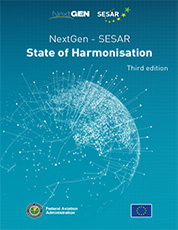 NextGEN SESAR
NextGen - SESAR
State of Harmonisation
Third edition
Federal Aviation
Administration